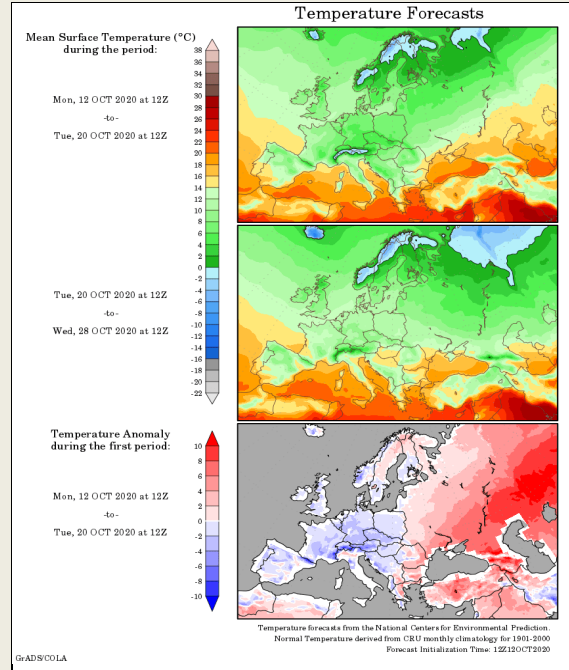 Temperature Forecasts
Mean Surface Temperature (°C)
during the period:
Mon, 12 OCT 2020 at 12Z
-to-
Tue, 20 OCT 2020 at 12Z
38
36
34
32
30
28
26
24
22
20
18
16
14
12
10
8
6
4
2
0
-2
-4
-6
-8
-10
-12
-14
-16
-18
-20
-22
Tue, 20 OCT 2020 at 12Z
-to-
Wed, 28 OCT 2020 at 12Z
Temperature Anomaly
during the first period:
Mon, 12 OCT 2020 at 12Z
-to-
Tue, 20 OCT 2020 at 12Z
10
8
6
4
2
0
-2
-4
-6
-8
-10
Temperature forecasts from the National Centers for Environmental Prediction.
Normal Temperature derived from CRU monthly climatology for 1901-2000
Forecast Initialization Time: 12Z12OCT2020
GrADS/COLA